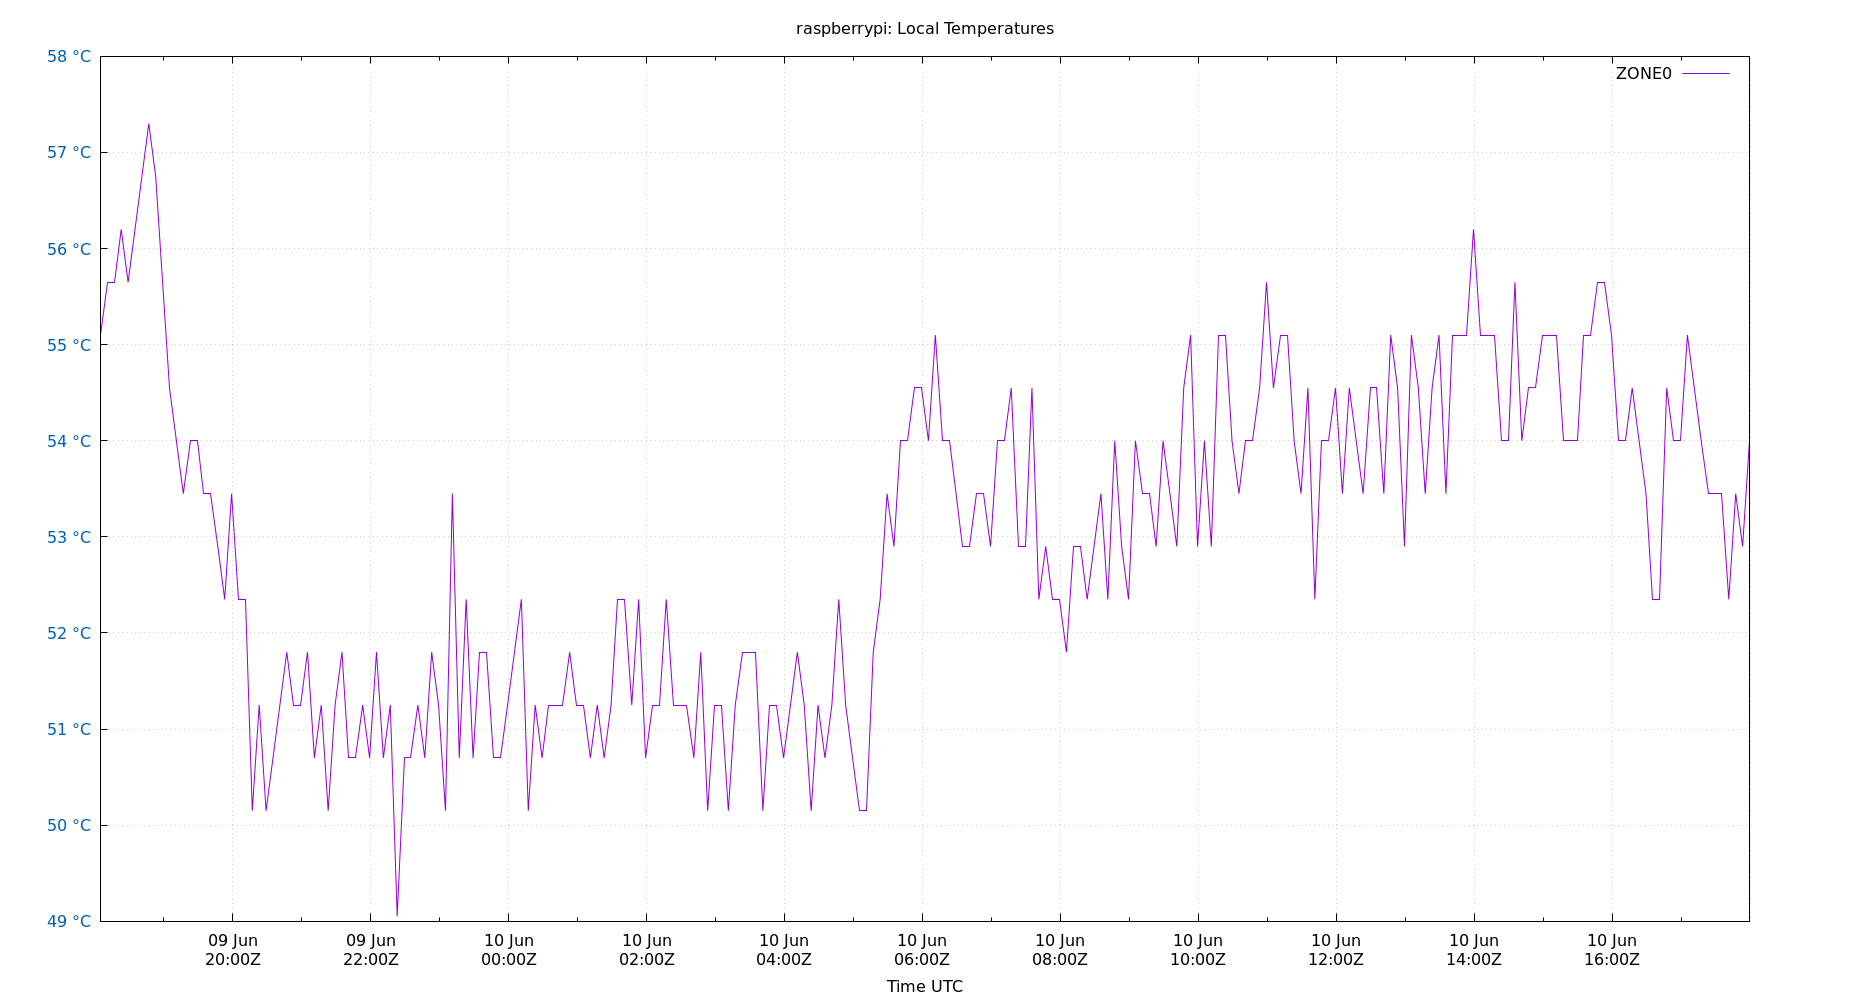 raspberrypi: Local Temperatures
ZONE0
58 °C
57 °C
56 °C
55 °C
54 °C
53 °C
52 °C
51 °C
50 °C
49 °C
09 Jun
20:00Z
09 Jun
22:00Z
10 Jun
00:00Z
10 Jun
02:00Z
10 Jun
04:00Z
10 Jun
06:00Z
10 Jun
08:00Z
10 Jun
10:00Z
10 Jun
12:00Z
10 Jun
14:00Z
10 Jun
16:00Z
Time UTC